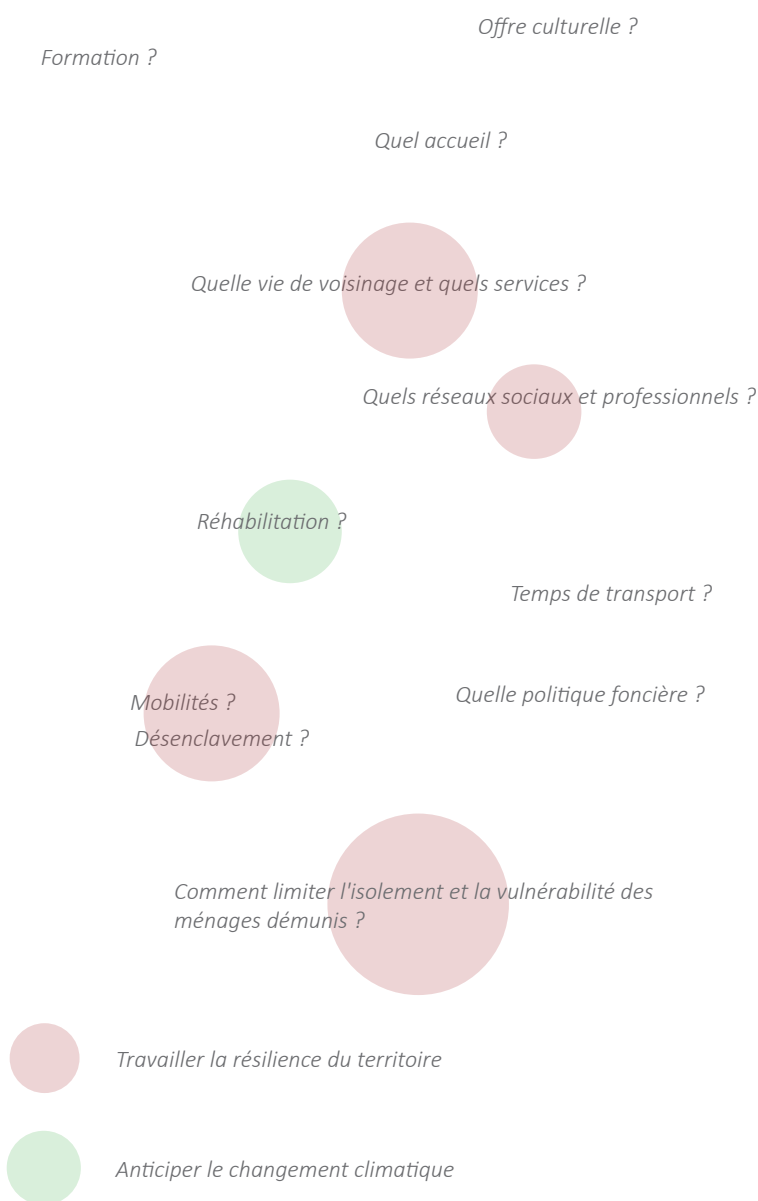 Offre culturelle ?
Formation ?
Quel accueil ?
Quelle vie de voisinage et quels services ?
Quels réseaux sociaux et professionnels ?
Réhabilitation ?
Temps de transport ?
Quelle politique foncière ?
Mobilités ?
Désenclavement ?
Comment limiter l'isolement et la vulnérabilité des
ménages démunis ?
Travailler la résilience du territoire
Anticiper le changement climatique